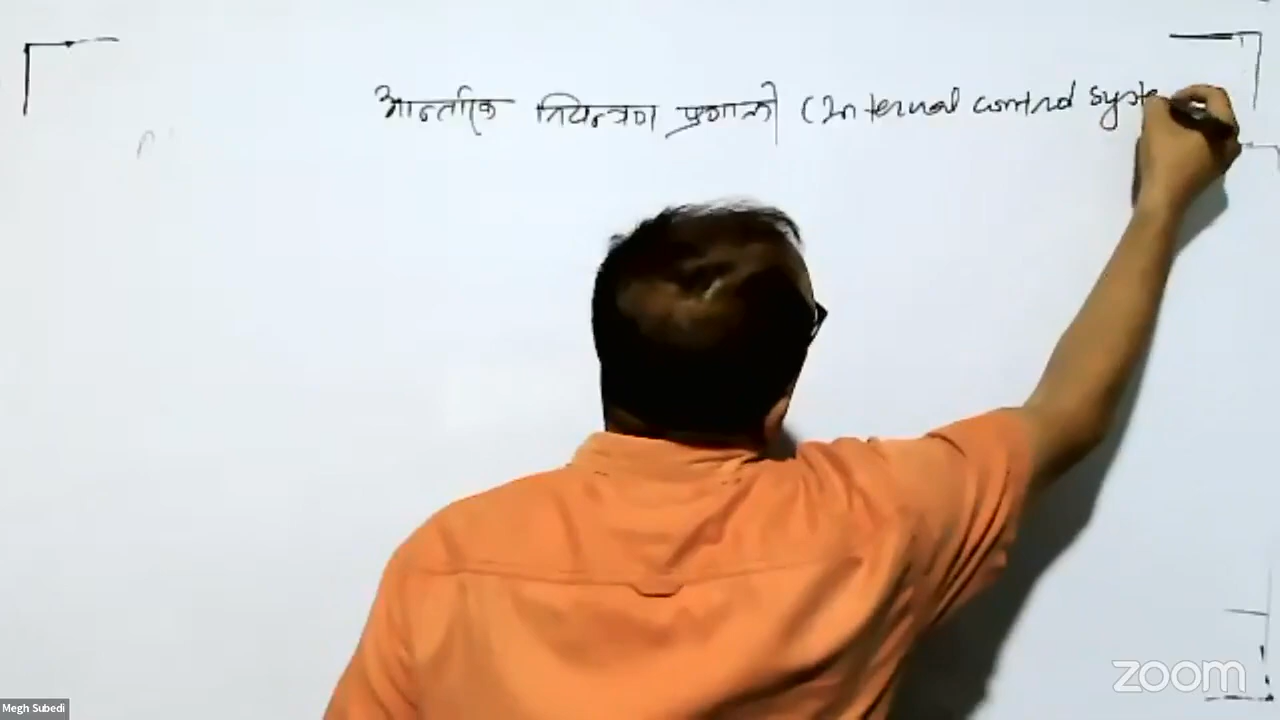 आन्तरिक नियन्त्रण प्रणाली (Internal control syste
zoom
Megh Subedi